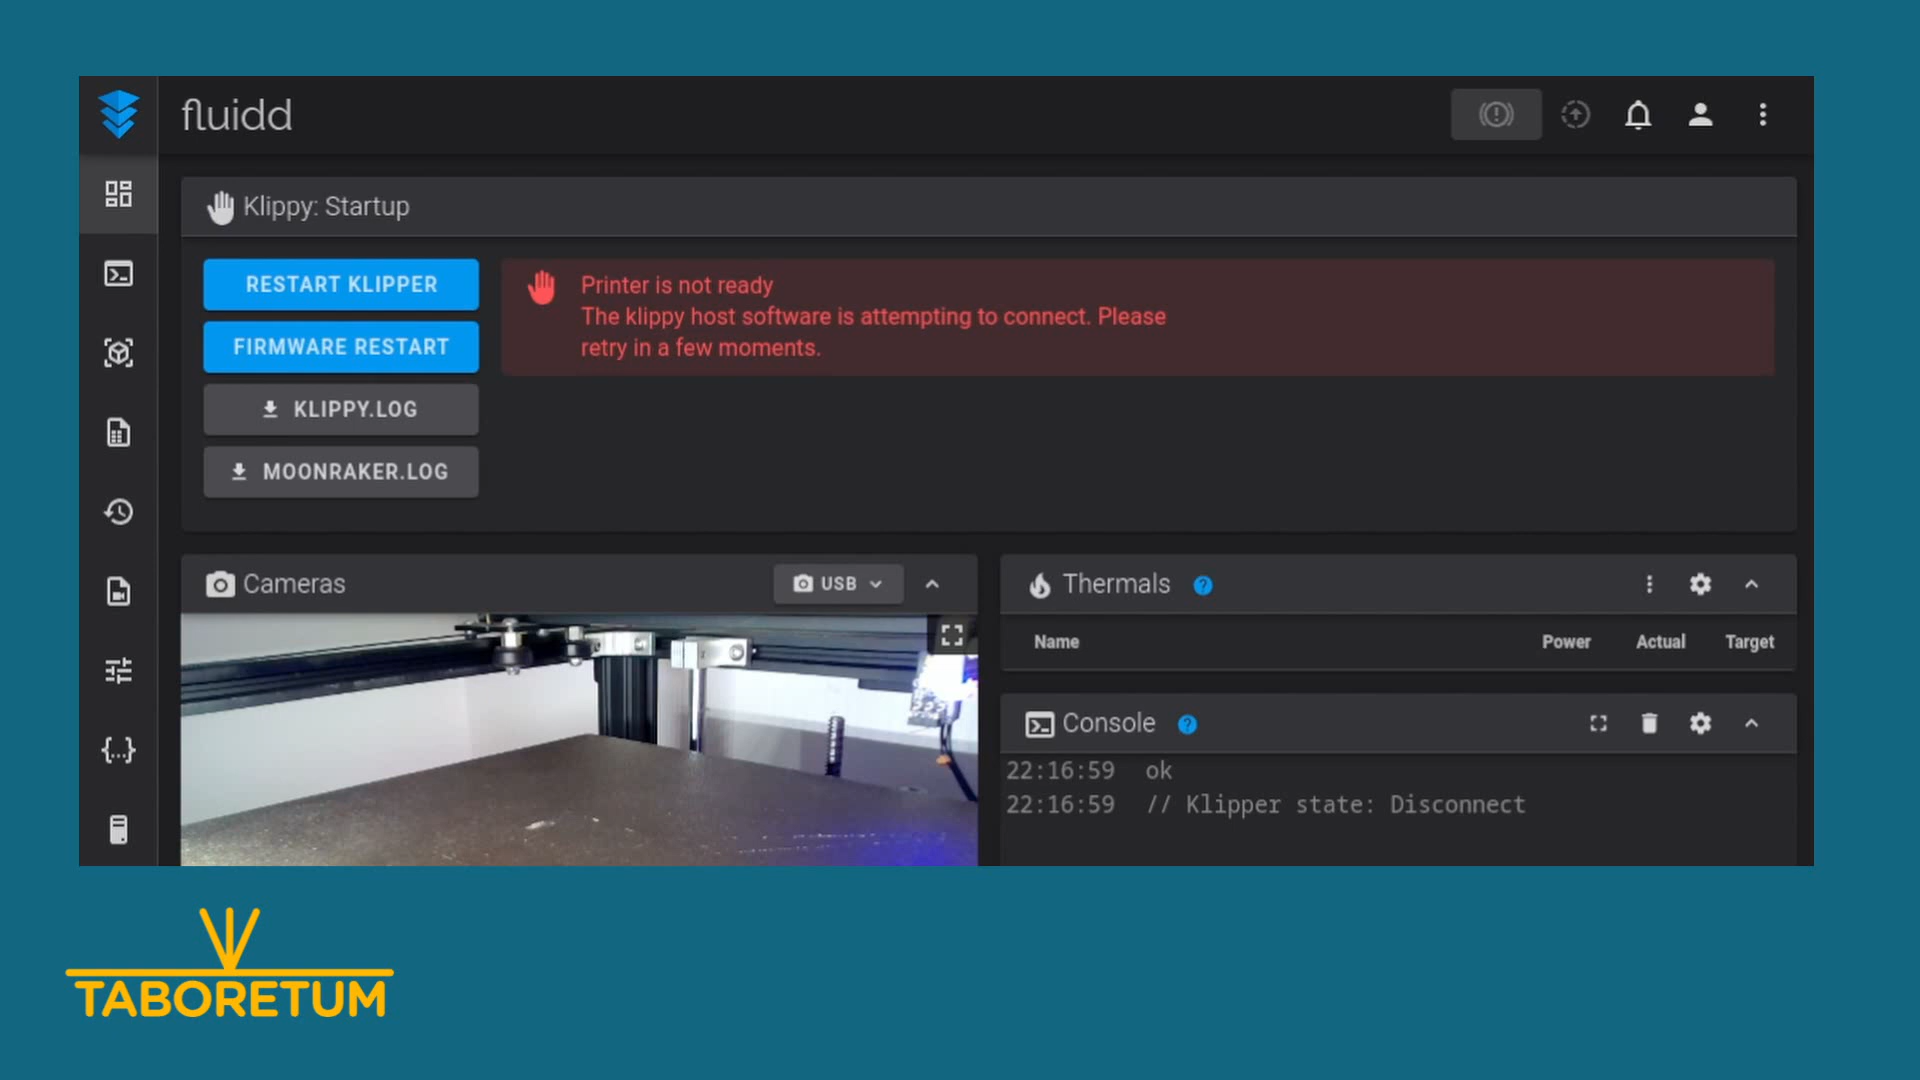 fluidd
Klippy: Startup
RESTART KLIPPER
FIRMWARE RESTART
KLIPPY.LOG
MOONRAKER.LOG
Printer is not ready
The klippy host software is attempting to connect. Please
retry in a few moments.
Cameras
USB
Thermals
Name Power Actual Target
Console
22:16:59 ok
22:16:59 // Klipper state: Disconnect
TABORETUM